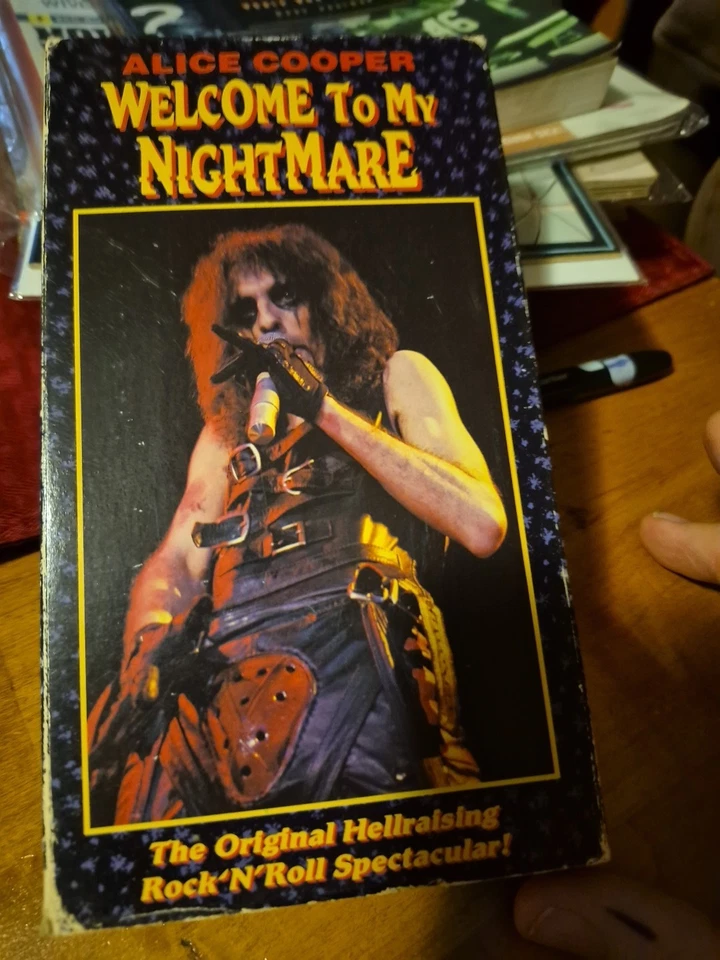 ALICE COOPER
WELCOME To My
NIGHTMARE
The Original Hellraising
Rock'N'Roll Spectacular!